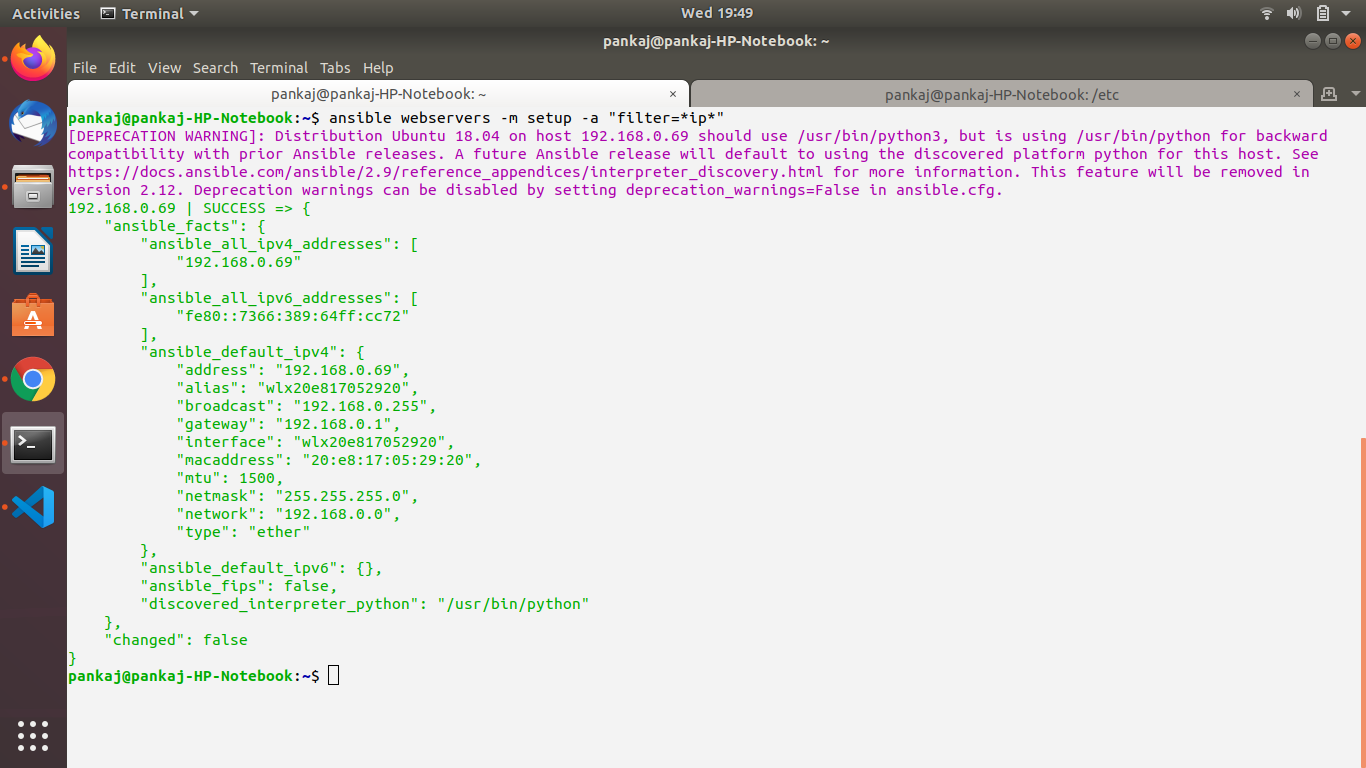 Activities Terminal Wed 19:49
pankaj@pankaj-HP-Notebook: ~
File Edit View Search Terminal Tabs Help
pankaj@pankaj-HP-Notebook: ~ × pankaj@pankaj-HP-Notebook: /etc ×
pankaj@pankaj-HP-Notebook:~$ ansible webservers -m setup -a "filter=*ip*"
[DEPRECATION WARNING]: Distribution Ubuntu 18.04 on host 192.168.0.69 should use /usr/bin/python3, but is using /usr/bin/python for backward
compatibility with prior Ansible releases. A future Ansible release will default to using the discovered platform python for this host. See
https://docs.ansible.com/ansible/2.9/reference_appendices/interpreter_discovery.html for more information. This feature will be removed in
version 2.12. Deprecation warnings can be disabled by setting deprecation_warnings=False in ansible.cfg.
192.168.0.69 | SUCCESS => {
    "ansible_facts": {
        "ansible_all_ipv4_addresses": [
            "192.168.0.69"
        ],
        "ansible_all_ipv6_addresses": [
            "fe80::7366:389:64ff:cc72"
        ],
        "ansible_default_ipv4": {
            "address": "192.168.0.69",
            "alias": "wlx20e817052920",
            "broadcast": "192.168.0.255",
            "gateway": "192.168.0.1",
            "interface": "wlx20e817052920",
            "macaddress": "20:e8:17:05:29:20",
            "mtu": 1500,
            "netmask": "255.255.255.0",
            "network": "192.168.0.0",
            "type": "ether"
        },
        "ansible_default_ipv6": {},
        "ansible_fips": false,
        "discovered_interpreter_python": "/usr/bin/python"
    },
    "changed": false
}
pankaj@pankaj-HP-Notebook:~$